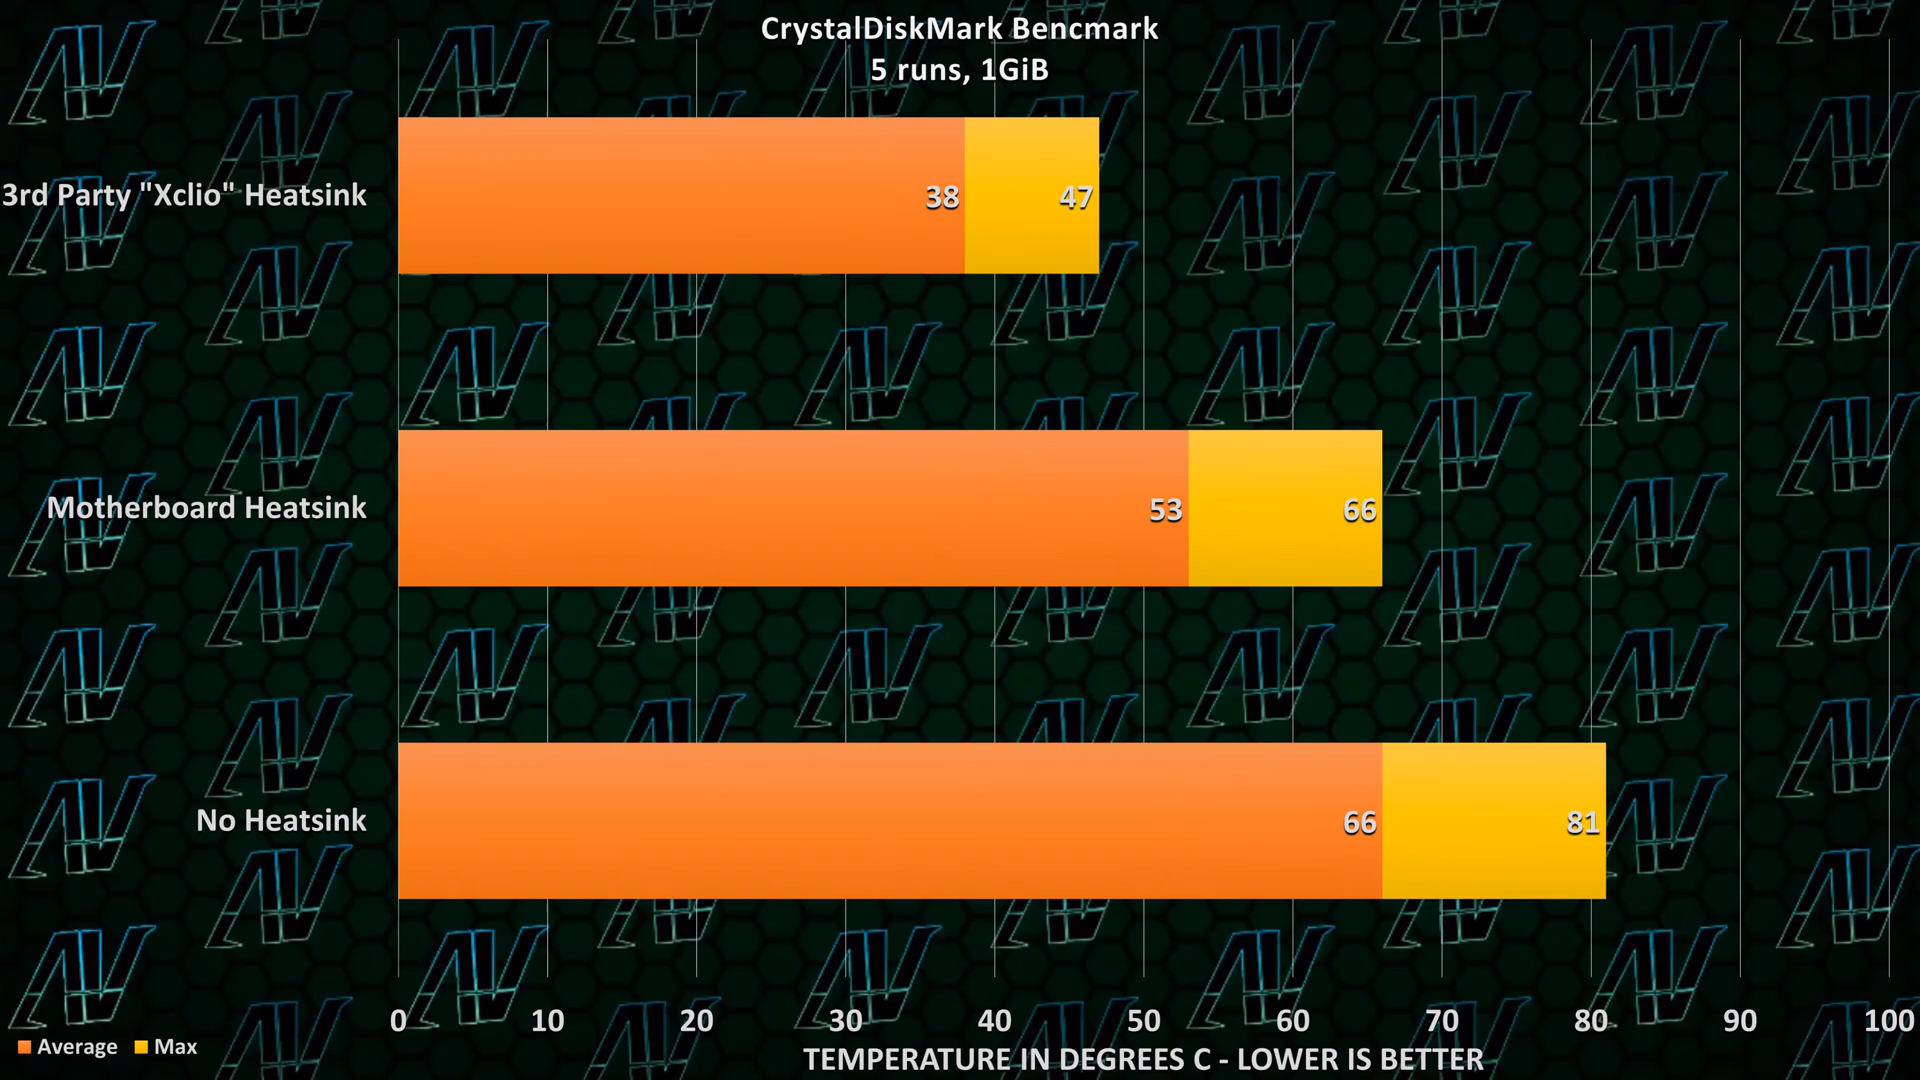 CrystalDiskMark Bencmark
5 runs, 1GiB
3rd Party "Xclio" Heatsink
38
47
Motherboard Heatsink
53
66
No Heatsink
66
81
0 10 20 30 40 50 60 70 80 90 100
Average Max
TEMPERATURE IN DEGREES C - LOWER IS BETTER